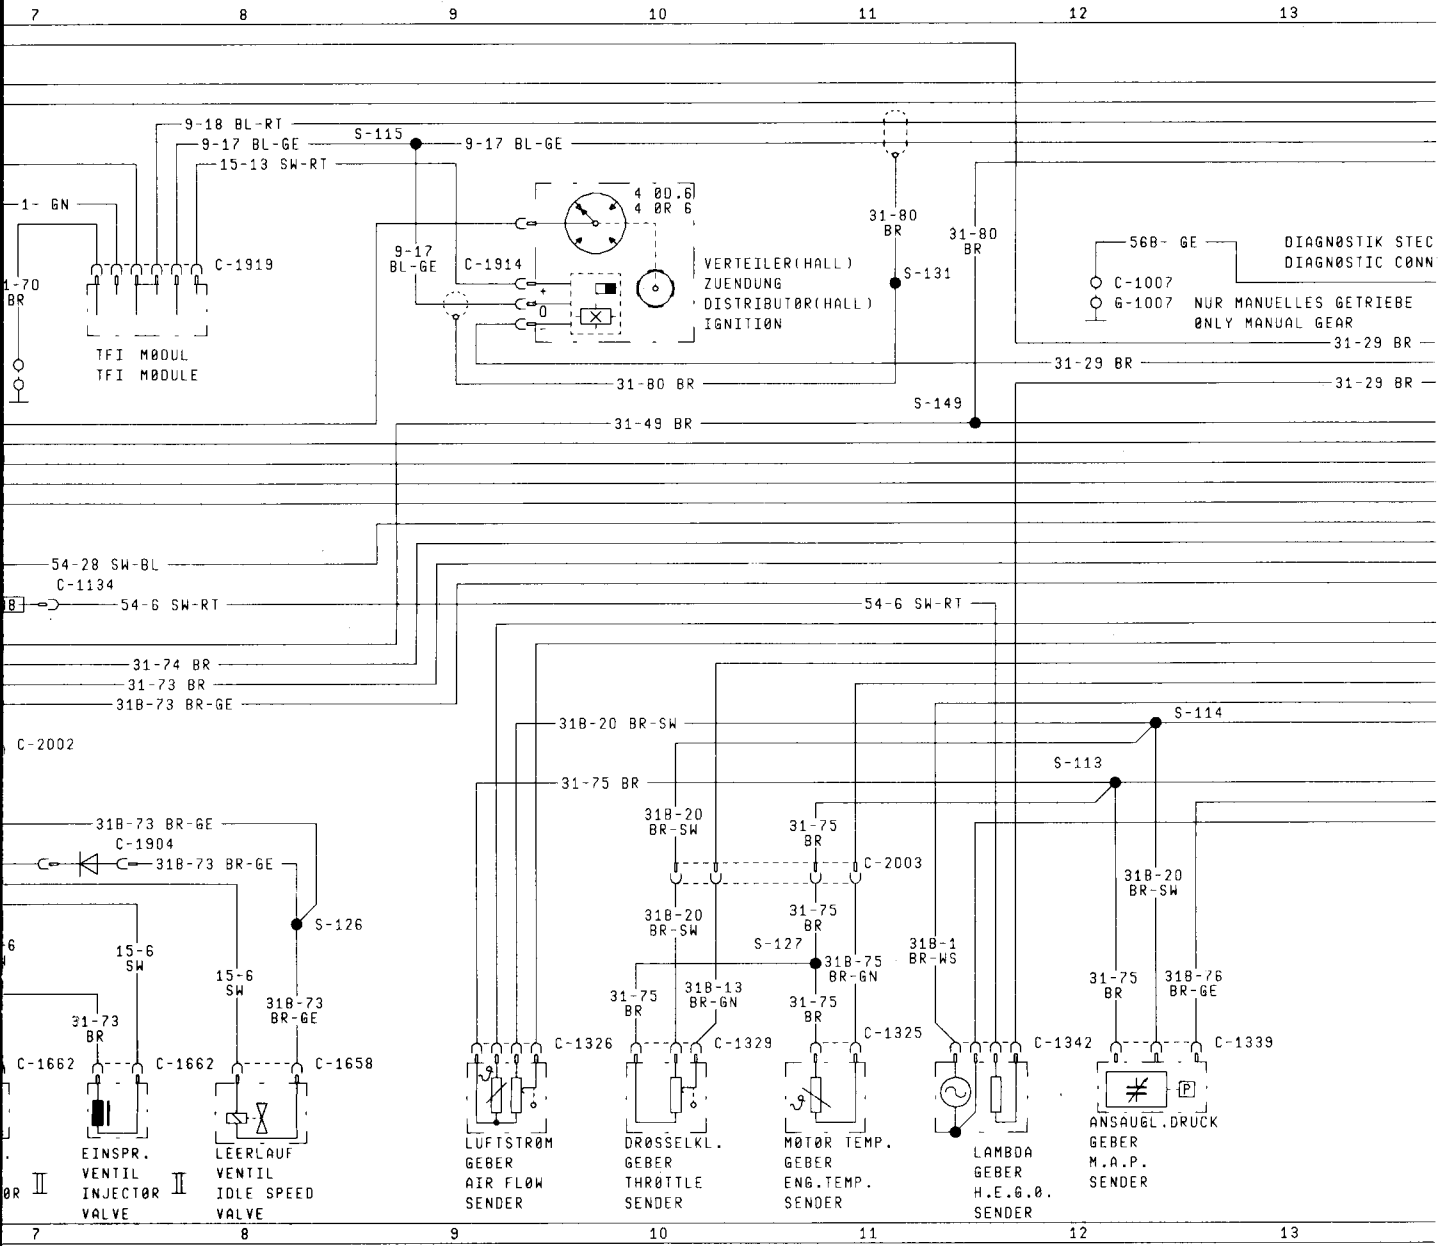 7 8 9 10 11 12 13
9-18 BL-RT
S-115
9-17 BL-GE
9-17 BL-GE
15-13 SW-RT
4 0D.6
4 0R 6
1- GN
31-80
BR
31-80
BR
56B- GE
DIAGNØSTIK STEC
DIAGNØSTIC CØNN
9-17
BL-GE
C-1919
C-1914
VERTEILER(HALL)
ZUENDUNG
DISTRIBUTØR(HALL)
IGNITIØN
S-131
C-1007
G-1007
NUR MANUELLES GETRIEBE
ØNLY MANUAL GEAR
1-70
BR
+
0
-
TFI MØDUL
TFI MØDULE
31-29 BR
31-29 BR
31-80 BR
31-29 BR
S-149
31-49 BR
54-28 SW-BL
C-1134
54-6 SW-RT
54-6 SW-RT
31-74 BR
31-73 BR
31B-73 BR-GE
31B-20 BR-SW
S-114
C-2002
S-113
31-75 BR
31B-73 BR-GE
C-1904
31B-73 BR-GE
31B-20
BR-SW
31-75
BR
C-2003
31B-20
BR-SW
S-126
31B-20
BR-SW
31-75
BR
S-127
31B-1
BR-WS
15-6
SW
15-6
SW
31B-75
BR-GN
31-75
BR
31B-76
BR-GE
31-73
BR
31B-73
BR-GE
31-75
BR
31B-13
BR-GN
31-75
BR
C-1662
C-1662
C-1658
C-1326
C-1329
C-1325
C-1342
C-1339
P
EINSPR.
VENTIL
INJECTØR
VALVE
II
II
LEERLAUF
VENTIL
IDLE SPEED
VALVE
LUFTSTRØM
GEBER
AIR FLØW
SENDER
DRØSSELKL.
GEBER
THRØTTLE
SENDER
MØTØR TEMP.
GEBER
ENG.TEMP.
SENDER
LAMBDA
GEBER
H.E.G.Ø.
SENDER
ANSAUGL.DRUCK
GEBER
M.A.P.
SENDER
7 8 9 10 11 12 13